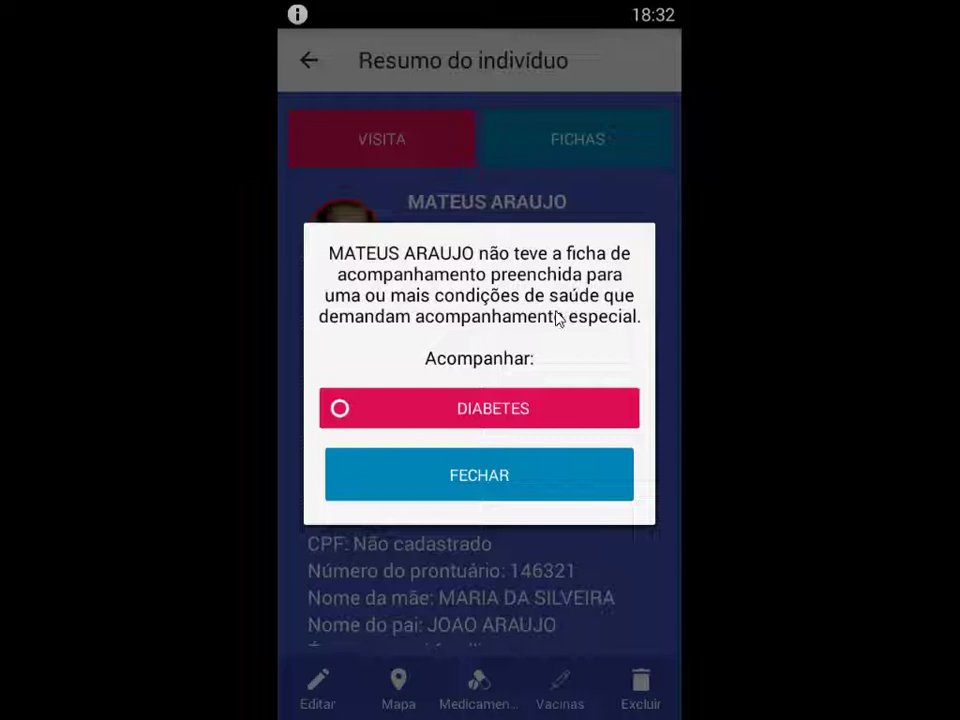 18:32
Resumo do indivíduo
VISITA
FICHAS
MATEUS ARAUJO
MATEUS ARAUJO não teve a ficha de
acompanhamento preenchida para
uma ou mais condições de saúde que
demandam acompanhamento especial.
Acompanhar:
DIABETES
FECHAR
CPF: Não cadastrado
Número do prontuário: 146321
Nome da mãe: MARIA DA SILVEIRA
Nome do pai: JOAO ARAUJO
Editar
Mapa
Medicamen...
Vacinas
Excluir